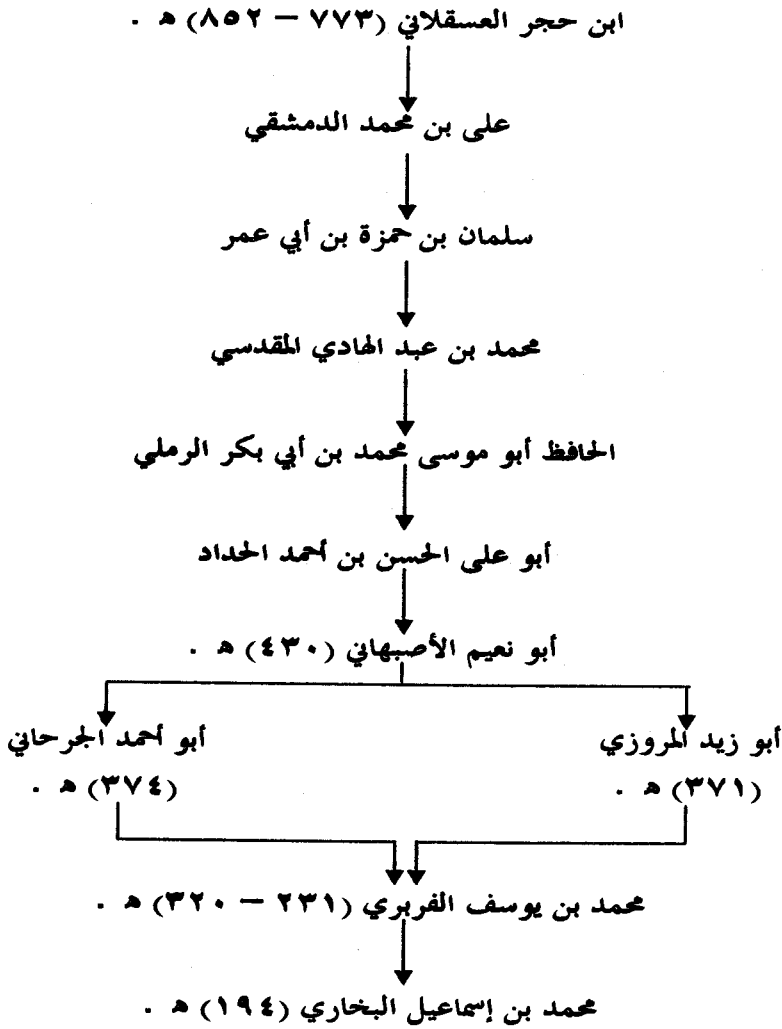 ابن حجر العسقلاني (٧٧٣ – ٨٥٢) هـ .
على بن محمد الدمشقي
سلمان بن حمزة بن أبي عمر
محمد بن عبد الهادي المقدسي
الحافظ أبو موسى محمد بن أبي بكر الرملي
أبو على الحسن بن أحمد الحداد
أبو نعيم الأصبهاني (٤٣٠) هـ .
أبو زيد المروزي
(٣٧١) هـ .
أبو أحمد الجرحاني
(٣٧٤) هـ .
محمد بن يوسف الفربري (٢٣١ – ٣٢٠) هـ .
محمد بن إسماعيل البخاري (١٩٤) هـ .